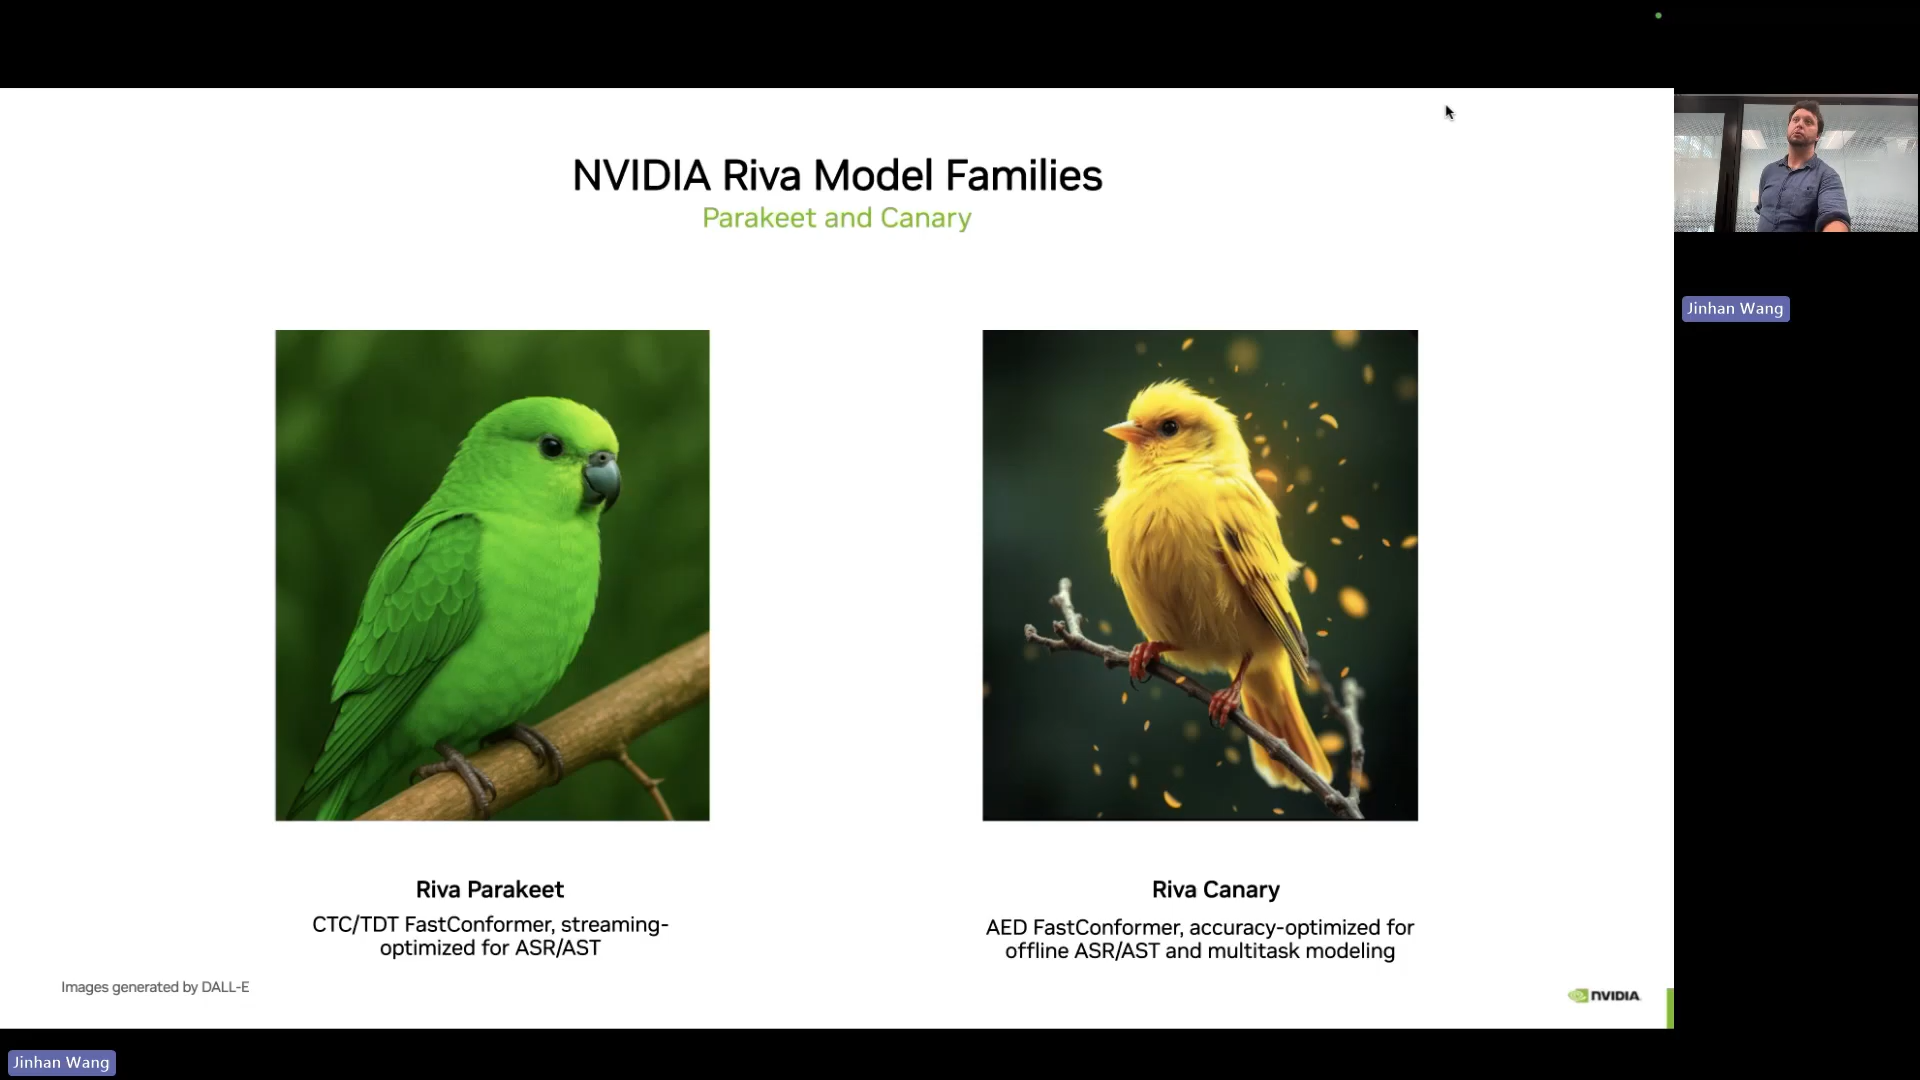 NVIDIA Riva Model Families
Parakeet and Canary
Riva Parakeet
CTC/TDT FastConformer, streaming-
optimized for ASR/AST
Riva Canary
AED FastConformer, accuracy-optimized for
offline ASR/AST and multitask modeling
Images generated by DALL-E
NVIDIA
Jinhan Wang
Jinhan Wang